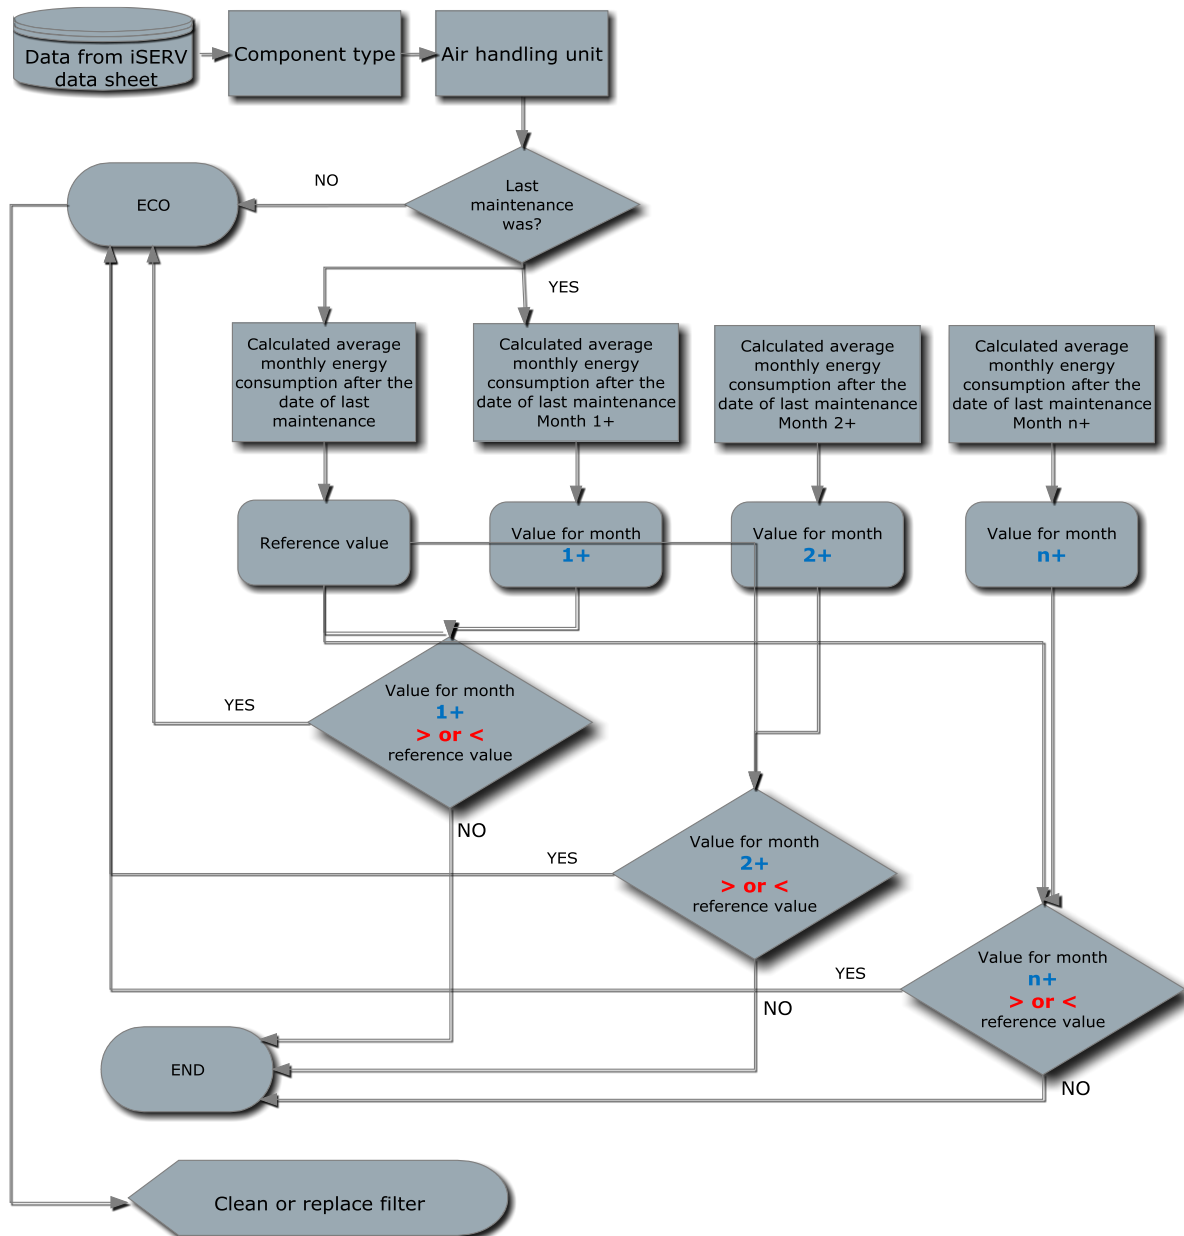 Data from iSERV
data sheet
Component type
Air handling unit
NO
ECO
Last
maintenance
was?
YES
Calculated average
monthly energy
consumption after the
date of last
maintenance
Calculated average
monthly energy
consumption after the
date of last maintenance
Month 1+
Calculated average
monthly energy
consumption after the
date of last maintenance
Month 2+
Calculated average
monthly energy
consumption after the
date of last maintenance
Month n+
Reference value
Value for month
1+
Value for month
2+
Value for month
n+
YES
Value for month
1+
> or <
reference value
NO
YES
Value for month
2+
> or <
reference value
NO
YES
Value for month
n+
> or <
reference value
NO
END
Clean or replace filter